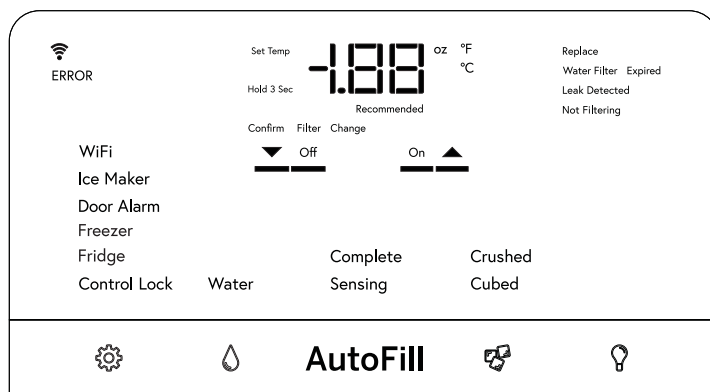 Set Temp -1.88 oz °F Replace
ERROR °C Water Filter Expired
Hold 3 Sec Leak Detected
Recommended Not Filtering
Confirm Filter Change
WiFi Off On
Ice Maker
Door Alarm
Freezer
Fridge Complete Crushed
Control Lock Water Sensing Cubed
AutoFill